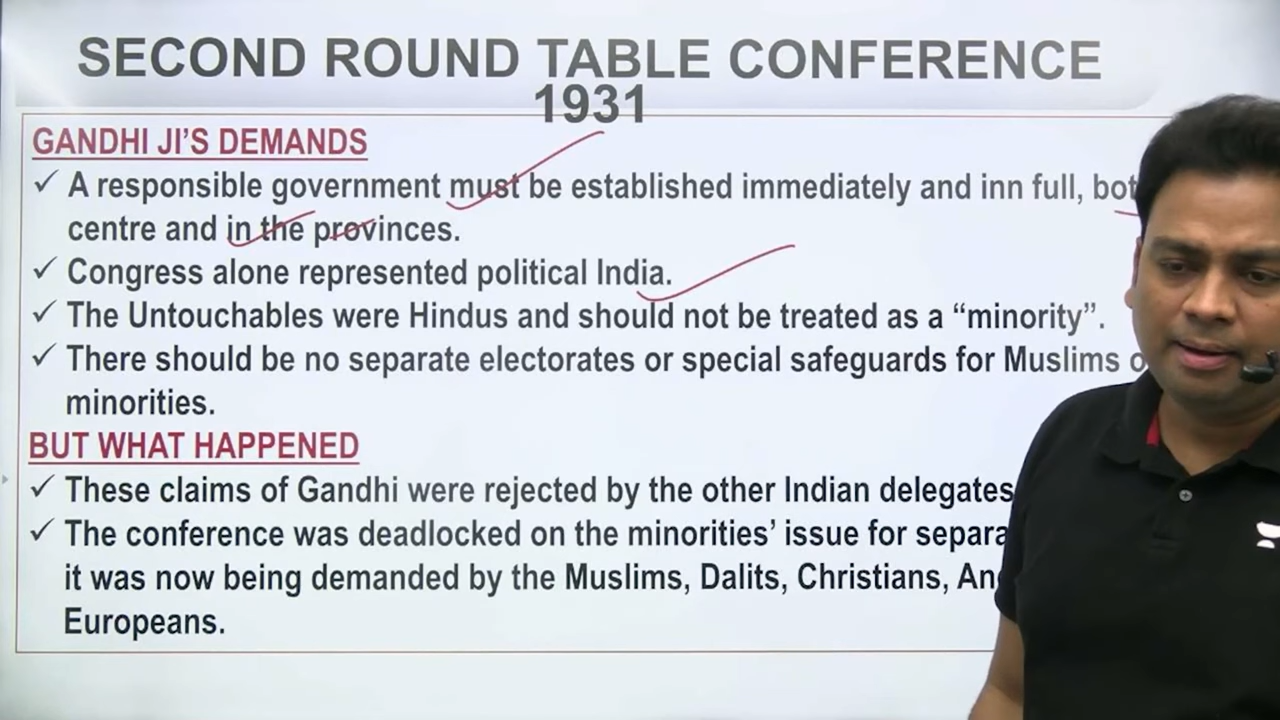 SECOND ROUND TABLE CONFERENCE
1931
GANDHI JI'S DEMANDS
✓ A responsible government must be established immediately and inn full,
centre and in the provinces.
✓ Congress alone represented political India.
✓ The Untouchables were Hindus and should not be treated as a “minority”.
✓ There should be no separate electorates or special safeguards for Muslims
minorities.
BUT WHAT HAPPENED
✓ These claims of Gandhi were rejected by the other Indian delegates
✓ The conference was deadlocked on the minorities’ issue for
it was now being demanded by the Muslims, Dalits, Christians,
Europeans.